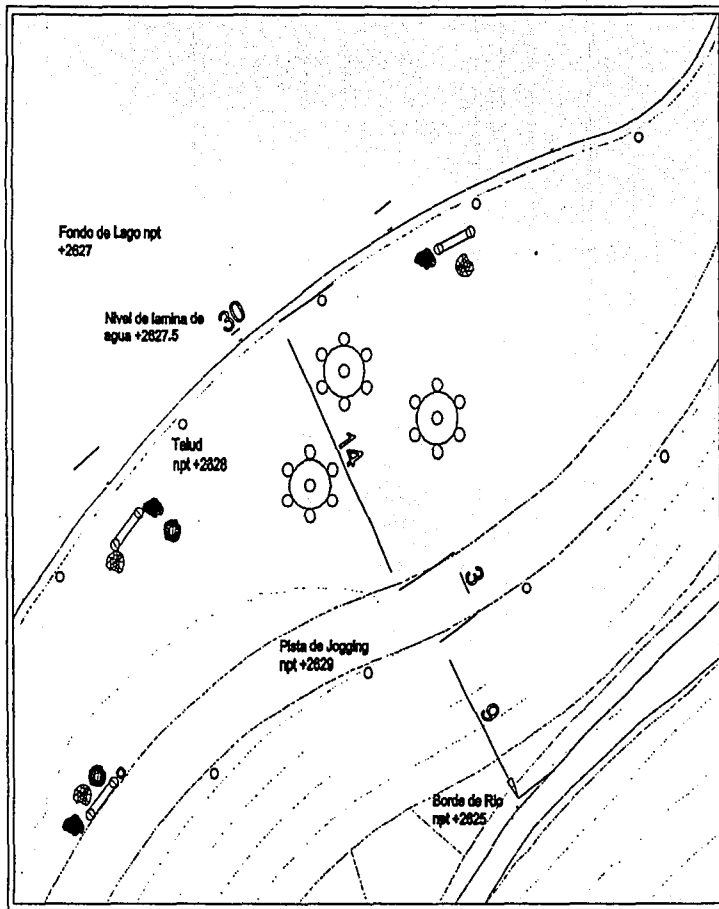 Fondo de Lago npt
+2627
30
Nivel de lamina de
agua +2627.5
14
Talud
npt +2628
3
Pista de Jogging
npt +2629
9
Borde de Rio
npt +2625